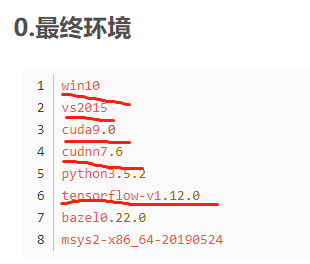 0.最终环境
1 win10
2 vs2015
3 cuda9.0
4 cudnn7.6
5 python3.5.2
6 tensorflow-v1.12.0
7 bazel0.22.0
8 msys2-x86_64-20190524